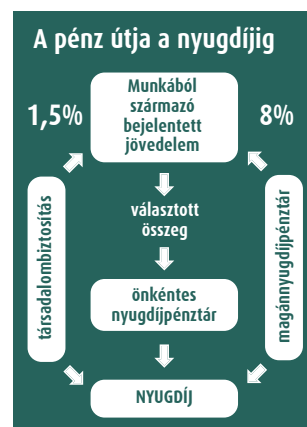 A pénz útja a nyugdíjig
1,5%
Munkából
származó
bejelentett
jövedelem
8%
társadalombiztosítás
választott
összeg
magánnyugdíjpénztár
önkéntes
nyugdíjpénztár
NYUGDÍJ